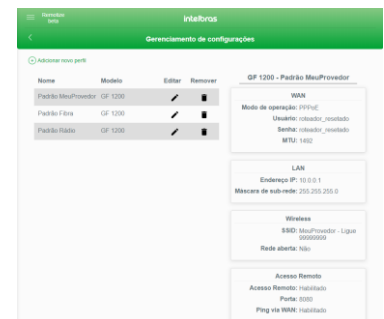 Remotize
beta
intelbras
Gerenciamento de configurações
Adicionar novo perfil
Nome Modelo Editar Remover
Padrão MeuProvedor GF 1200
Padrão Fibra GF 1200
Padrão Rádio GF 1200
GF 1200 - Padrão MeuProvedor
WAN
Modo de operação: PPPoE
Usuário: roteador_resetado
Senha: roteador_resetado
MTU: 1492
LAN
Endereço IP: 10.0.0.1
Máscara de sub-rede: 255.255.255.0
Wireless
SSID: MeuProvedor - Ligue
99999999
Rede aberta: Não
Acesso Remoto
Acesso Remoto: Habilitado
Porta: 8080
Ping via WAN: Habilitado